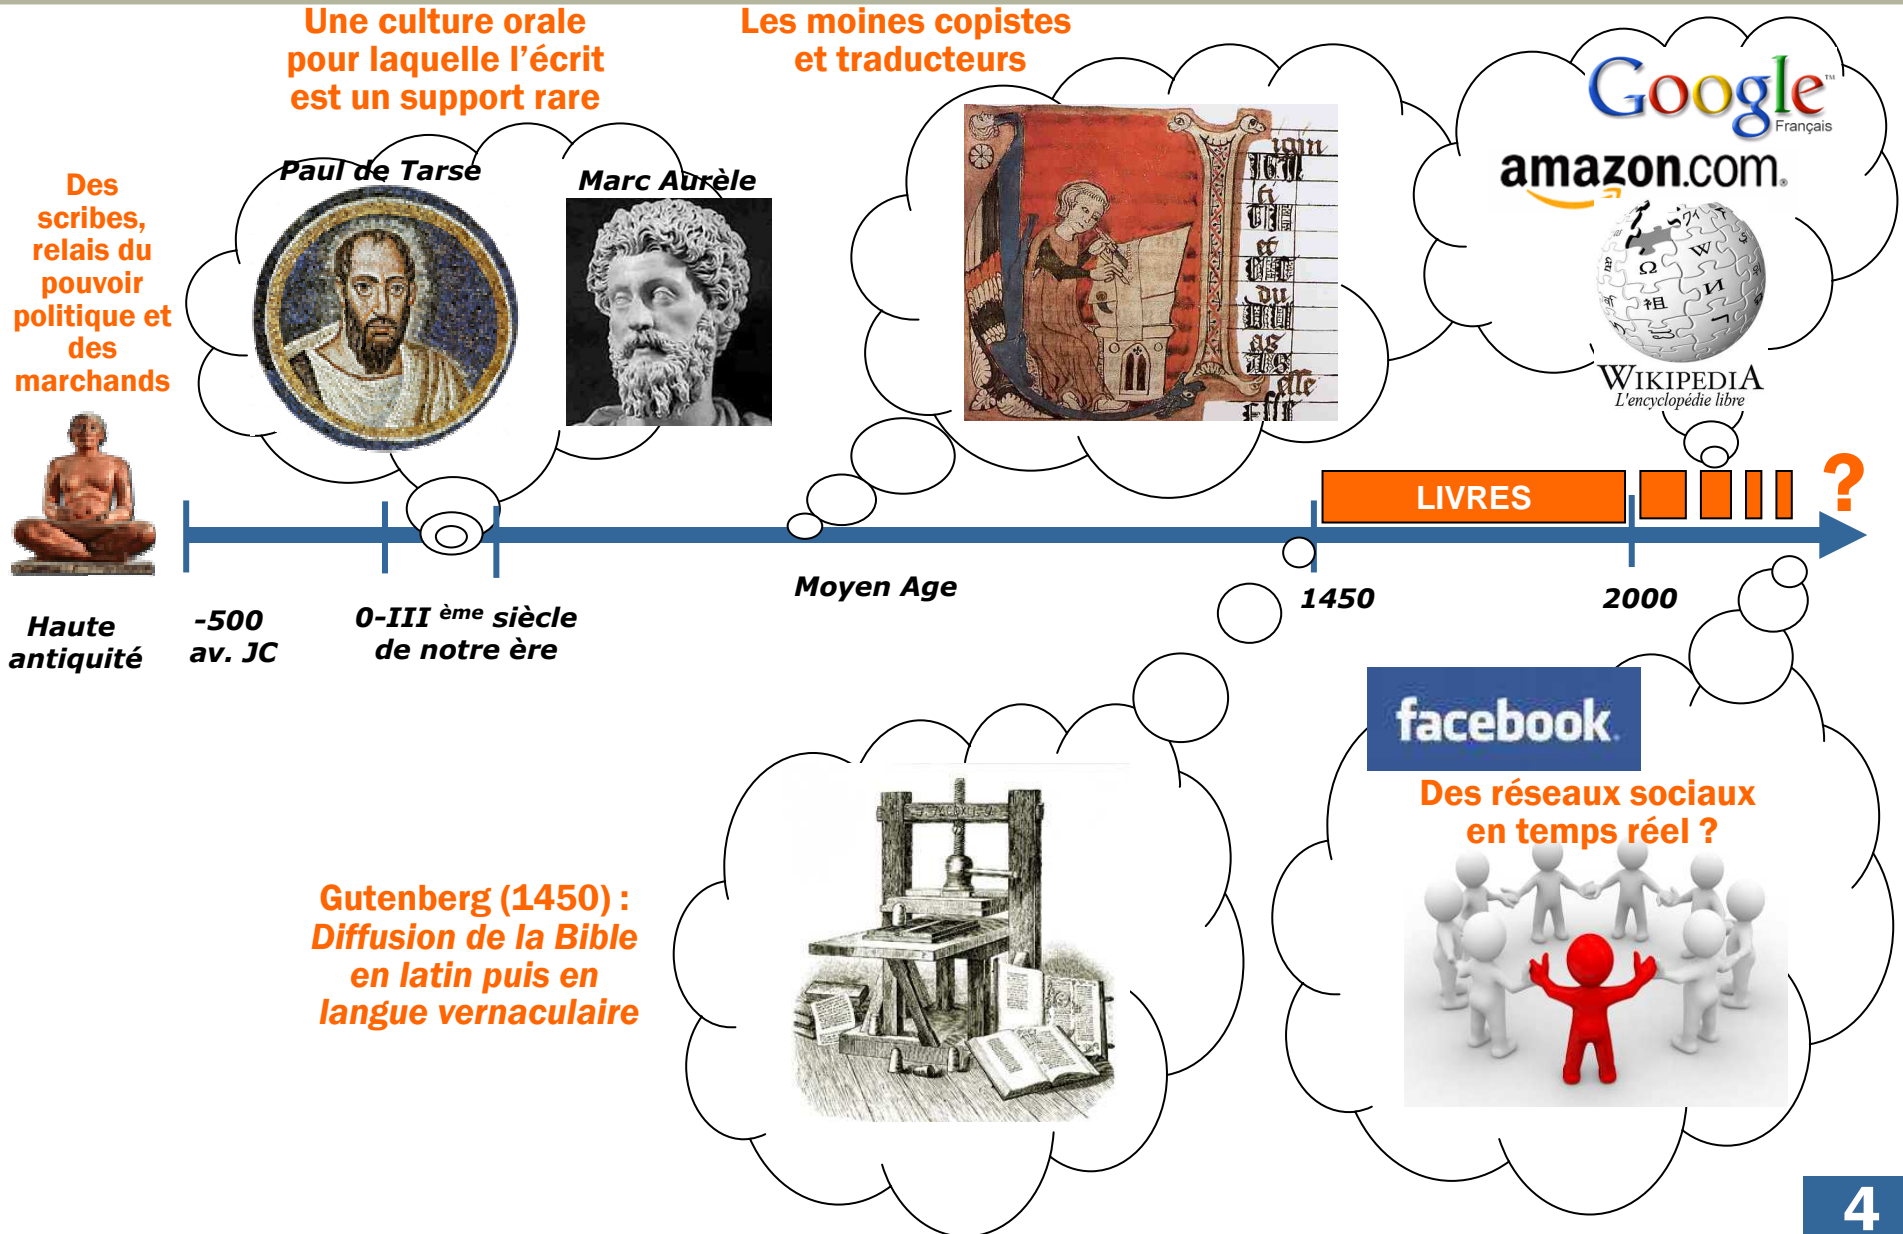 Une culture orale
pour laquelle l'écrit
est un support rare
Les moines copistes
et traducteurs
Des
scribes,
relais du
pouvoir
politique et
des
marchands
Paul de Tarse
Marc Aurèle
Google™
Français
amazon.com®
WIKIPEDIA
L'encyclopédie libre
LIVRES
?
Haute
antiquité
-500
av. JC
0-III ème siècle
de notre ère
Moyen Age
1450
2000
facebook.
Des réseaux sociaux
en temps réel ?
Gutenberg (1450) :
Diffusion de la Bible
en latin puis en
langue vernaculaire
4